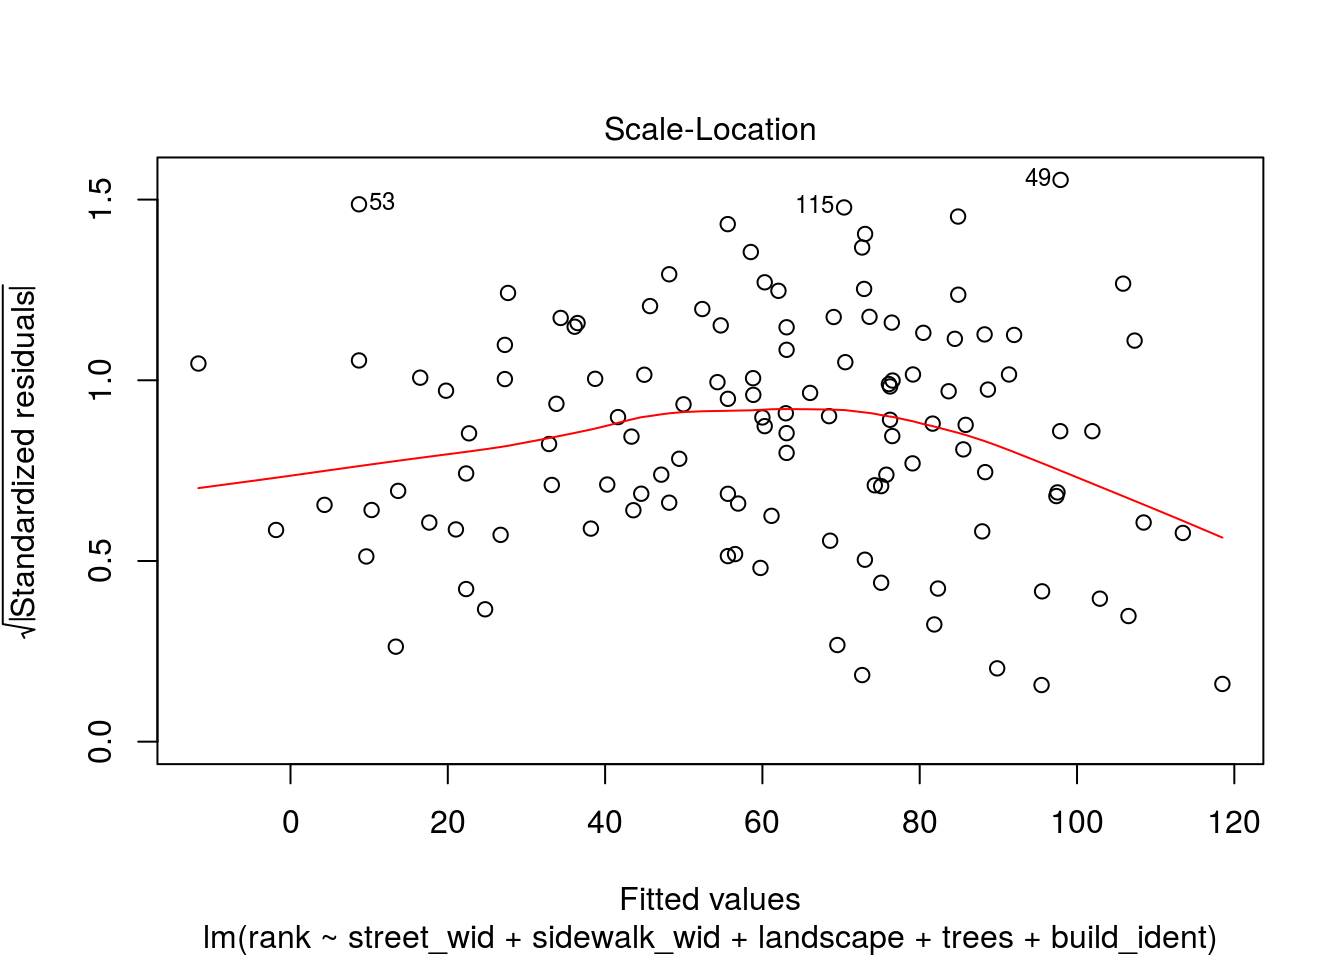 Scale-Location
√|Standardized residuals|
1.5
1.0
0.5
0.0
53
115
49
0 20 40 60 80 100 120
Fitted values
lm(rank ~ street_wid + sidewalk_wid + landscape + trees + build_ident)